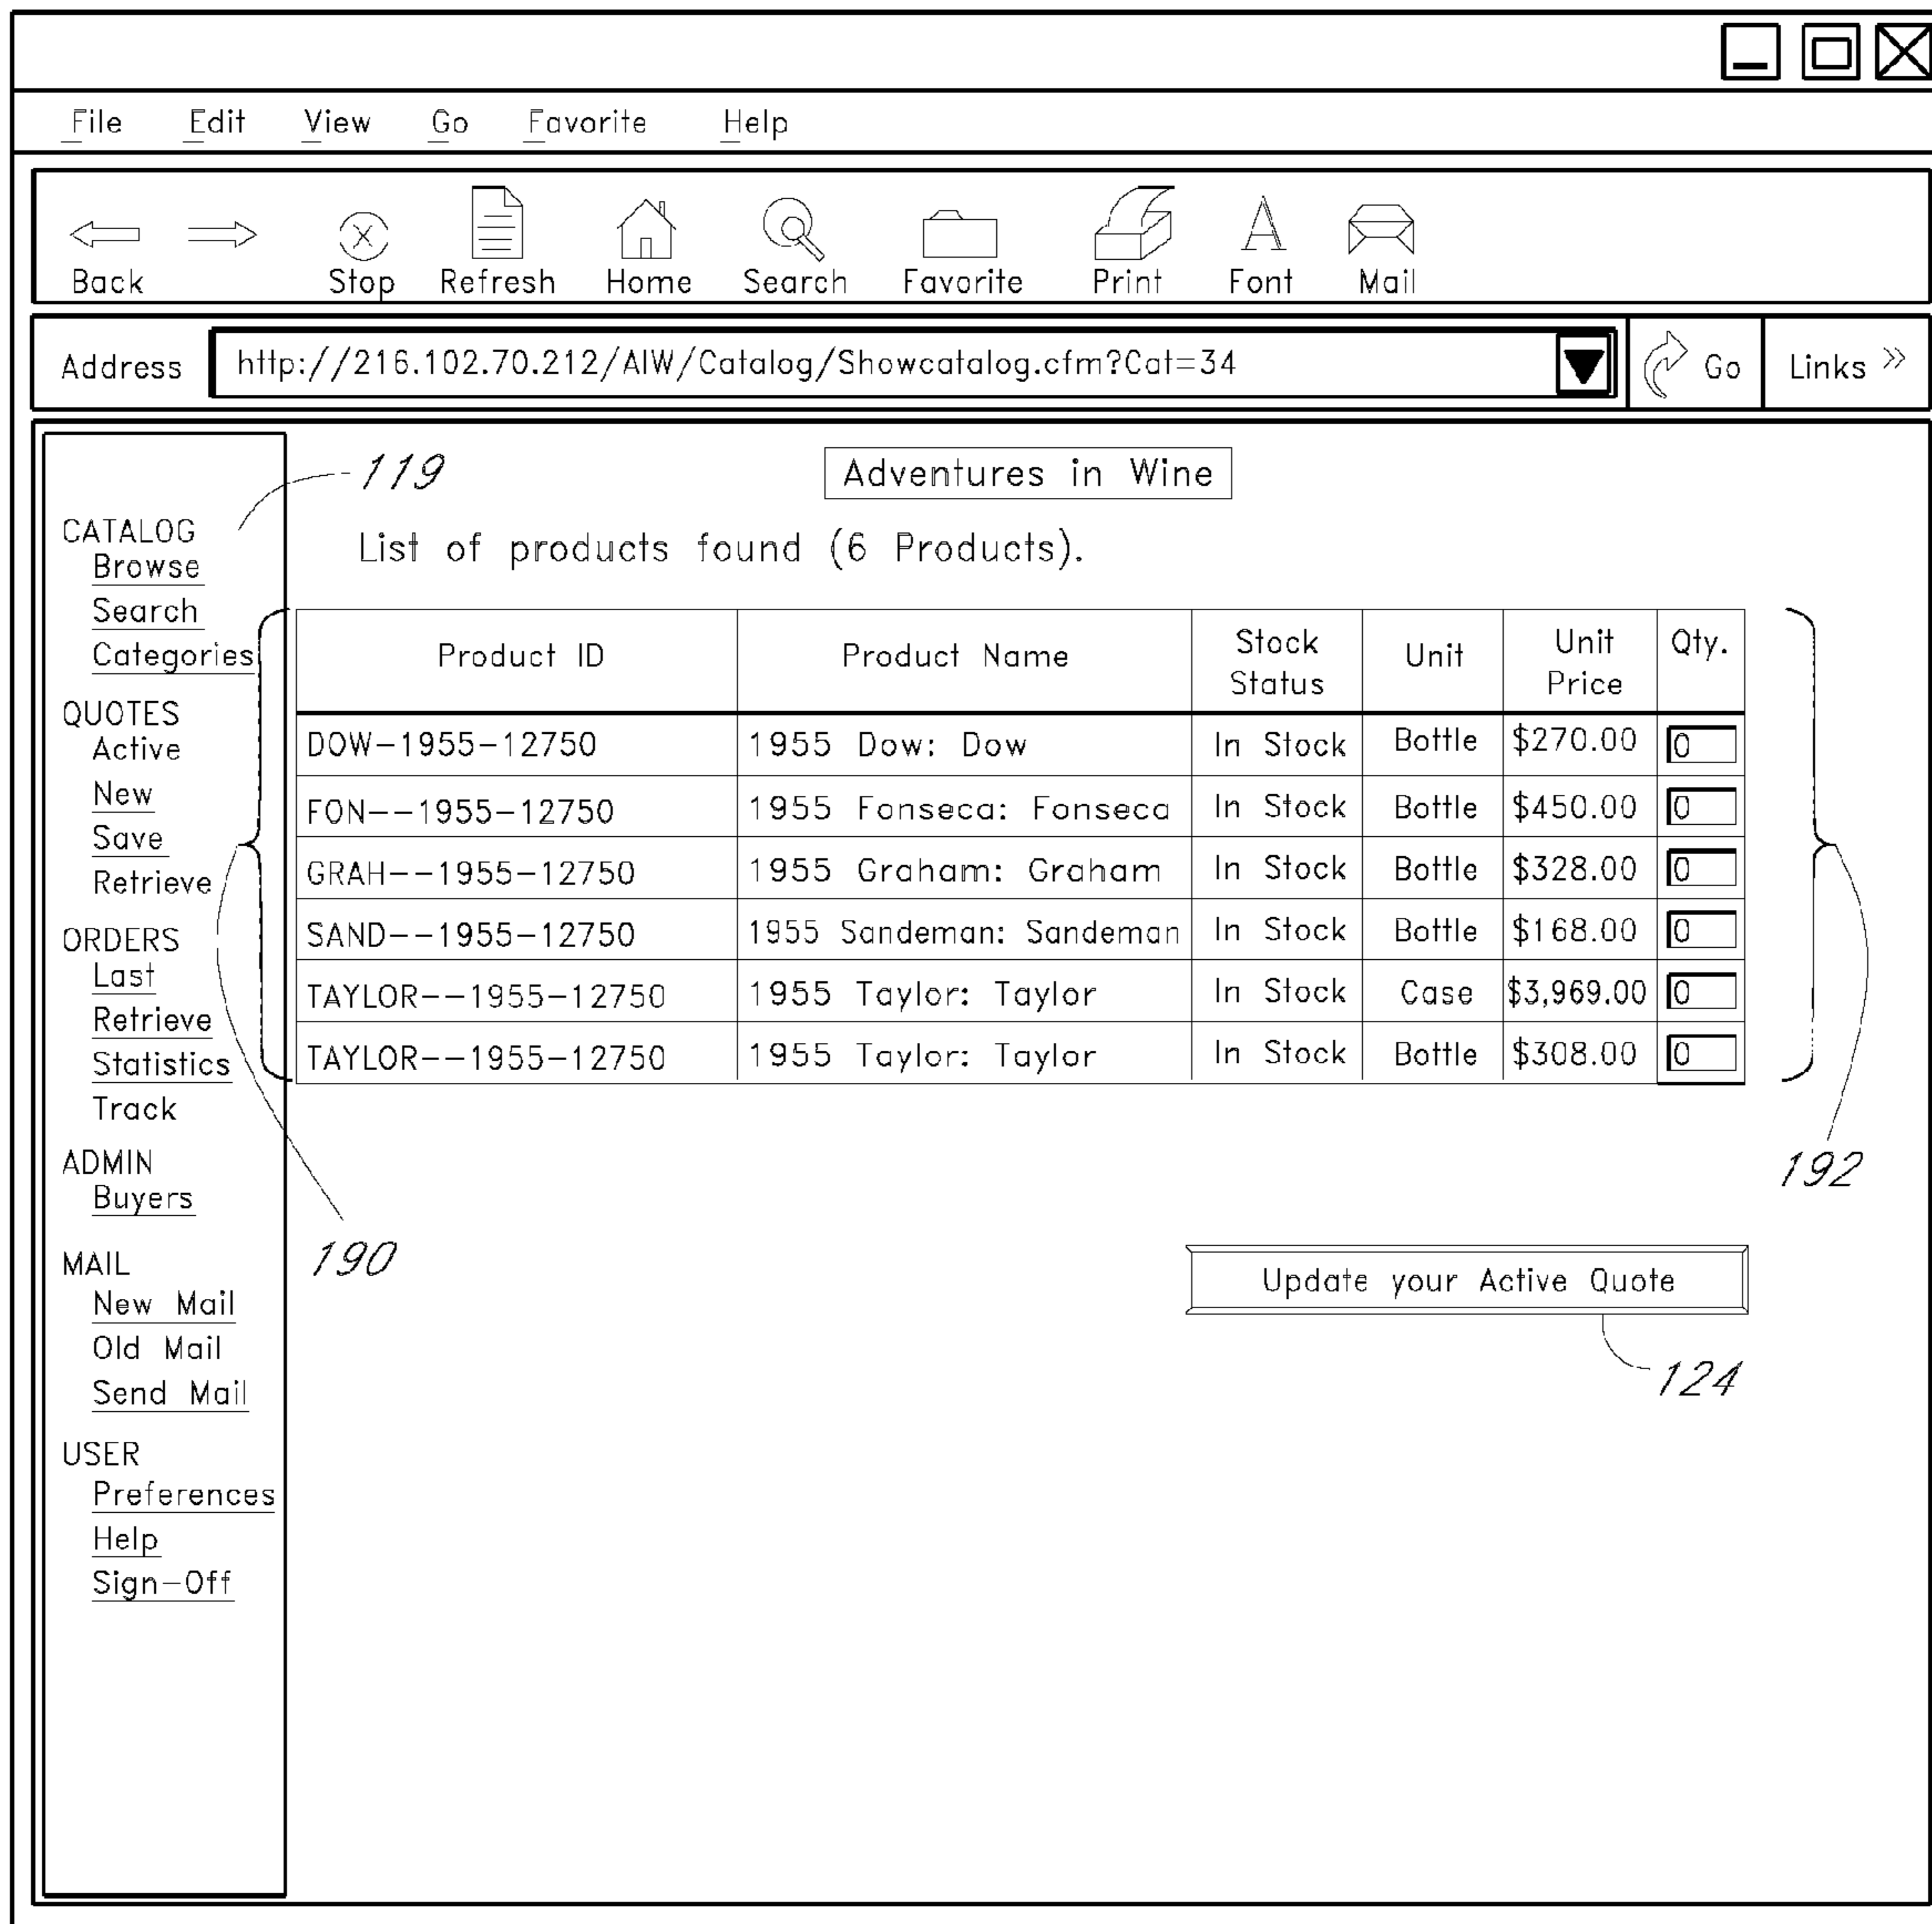 File Edit View Go Favorite Help
Back Stop Refresh Home Search Favorite Print Font Mail
Address http://216.102.70.212/AIW/Catalog/Showcatalog.cfm?Cat=34 Go Links »
119
Adventures in Wine
List of products found (6 Products).
CATALOG
Browse
Search
Categories
QUOTES
Active
New
Save
Retrieve
ORDERS
Last
Retrieve
Statistics
Track
ADMIN
Buyers
MAIL
New Mail
Old Mail
Send Mail
USER
Preferences
Help
Sign-Off
Product ID Product Name Stock Status Unit Unit Price Qty.
DOW-1955-12750 1955 Dow: Dow In Stock Bottle $270.00 0
FON--1955-12750 1955 Fonseca: Fonseca In Stock Bottle $450.00 0
GRAH--1955-12750 1955 Graham: Graham In Stock Bottle $328.00 0
SAND--1955-12750 1955 Sandeman: Sandeman In Stock Bottle $168.00 0
TAYLOR--1955-12750 1955 Taylor: Taylor In Stock Case $3,969.00 0
TAYLOR--1955-12750 1955 Taylor: Taylor In Stock Bottle $308.00 0
192
190
Update your Active Quote
124